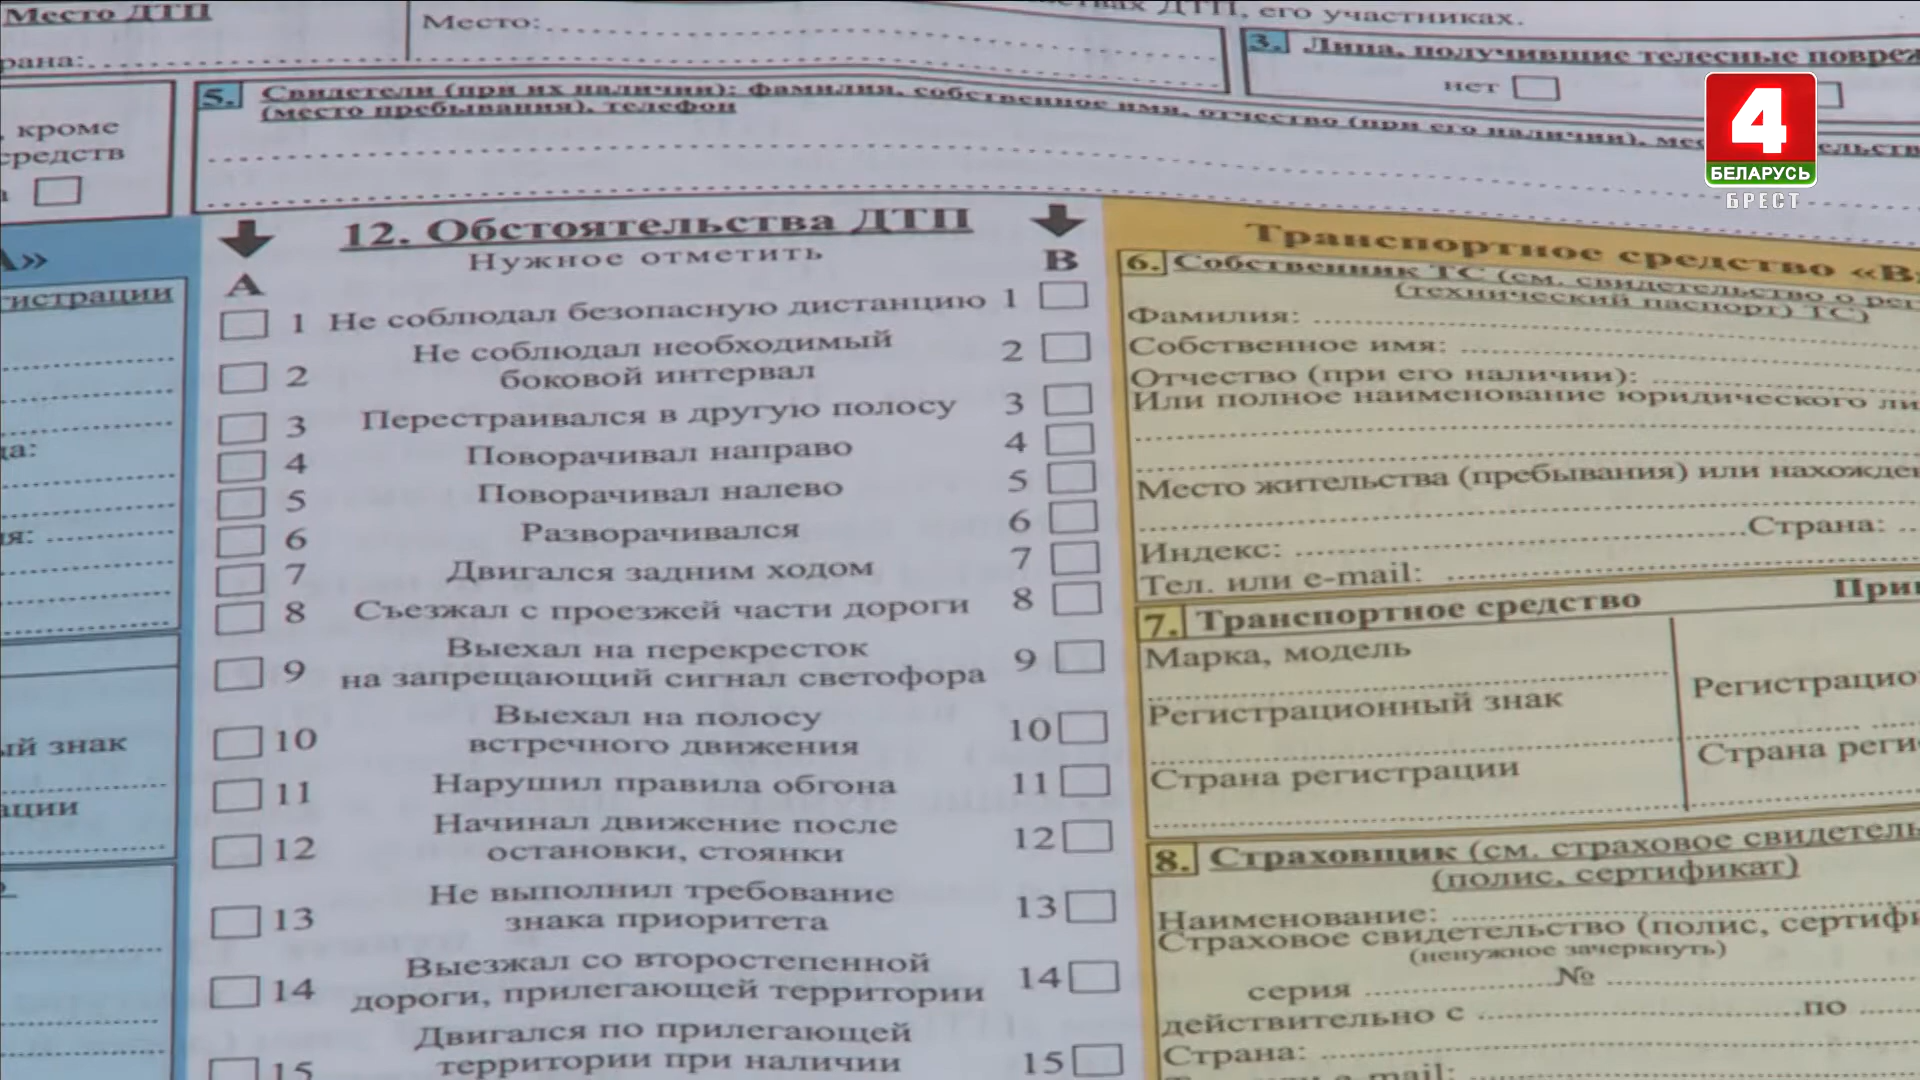 Место ДТП
Место:
ДТП, его участниках.
рана:
3. Лица, получившие телесные повреж
нет
5. Свидетели (при их наличии): фамилия, собственное имя, отчество (при его наличии), мес
(место пребывания), телефон
, кроме
средств
4
БЕЛАРУСЬ
БРЕСТ
12. Обстоятельства ДТП
Нужное отметить
А В
1 Не соблюдал безопасную дистанцию 1
2 Не соблюдал необходимый
боковой интервал 2
3 Перестраивался в другую полосу 3
4 Поворачивал направо 4
5 Поворачивал налево 5
6 Разворачивался 6
7 Двигался задним ходом 7
8 Съезжал с проезжей части дороги 8
9 Выехал на перекресток
на запрещающий сигнал светофора 9
10 Выехал на полосу
встречного движения 10
11 Нарушил правила обгона 11
12 Начинал движение после
остановки, стоянки 12
13 Не выполнил требование
знака приоритета 13
14 Выезжал со второстепенной
дороги, прилегающей территории 14
15 Двигался по прилегающей
территории при наличии 15
А»
гистрации
да:
ия:
ый знак
ации
Транспортное средство «В»
6. Собственник ТС (см. свидетельство о рег
(технический паспорт) ТС)
Фамилия:
Собственное имя:
Отчество (при его наличии):
Или полное наименование юридического ли
Место жительства (пребывания) или нахожден
Страна:
Индекс:
Тел. или e-mail:
7. Транспортное средство При
Марка, модель
Регистрацио
Регистрационный знак
Страна реги
Страна регистрации
8. Страховщик (см. страховое свидетель
(полис, сертификат)
Наименование:
Страховое свидетельство (полис, сертифи
(ненужное зачеркнуть)
серия №
действительно с по
Страна: